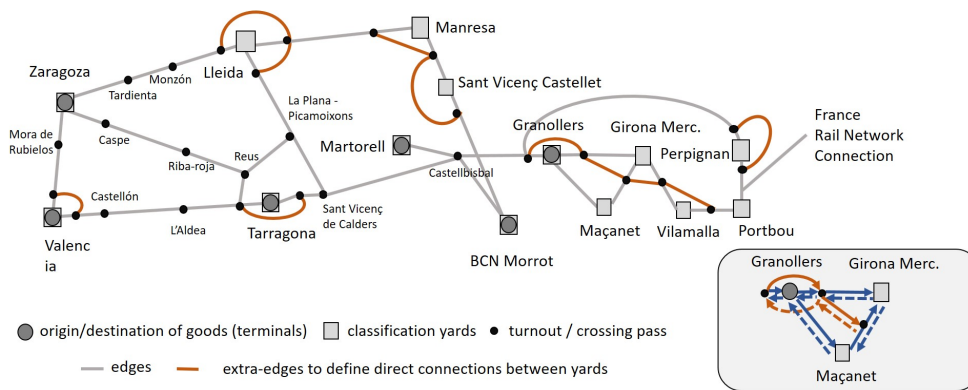 Manresa
Zaragoza
Monzón
Lleida
Tardienta
Sant Vicenç Castellet
La Plana -
Picamoixons
France
Rail Network
Connection
Granollers
Girona Merc.
Mora de
Rubielos
Caspe
Martorell
Perpignan
Riba-roja
Reus
Castellbisbal
Castellón
L'Aldea
Tarragona
Sant Vicenç
de Calders
Maçanet
Vilamalla
Portbou
Valenc
ia
BCN Morrot
Granollers
Girona Merc.
Maçanet
origin/destination of goods (terminals)
classification yards
turnout / crossing pass
edges
extra-edges to define direct connections between yards